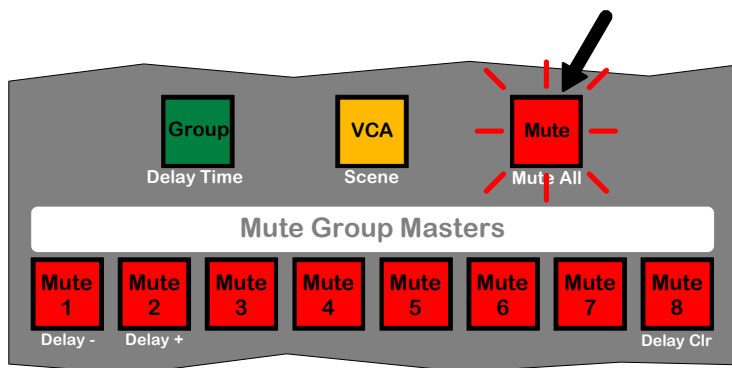 Group
VCA
Mute
Delay Time
Scene
Mute All
Mute Group Masters
Mute
1
Mute
2
Mute
3
Mute
4
Mute
5
Mute
6
Mute
7
Mute
8
Delay -
Delay +
Delay Clr